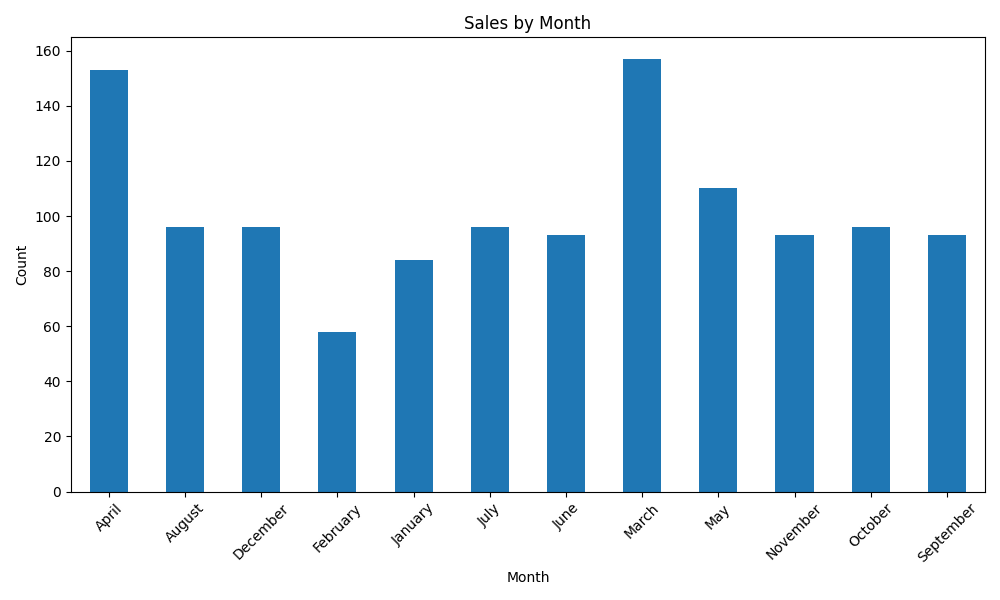 Sales by Month
Count
160
140
120
100
80
60
40
20
0
April
August
December
February
January
July
June
March
May
November
October
September
Month